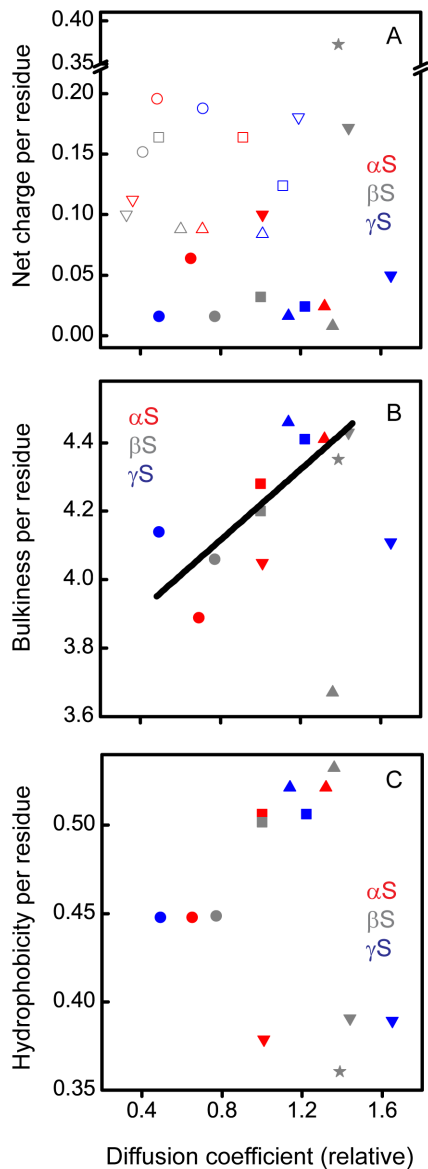 A
0.40
0.35
0.20
0.15
0.10
0.05
0.00
Net charge per residue
αS
βS
γS
B
αS
βS
γS
4.4
4.2
4.0
3.8
3.6
Bulkiness per residue
C
0.50
0.45
0.40
0.35
Hydrophobicity per residue
αS
βS
γS
0.4 0.8 1.2 1.6
Diffusion coefficient (relative)